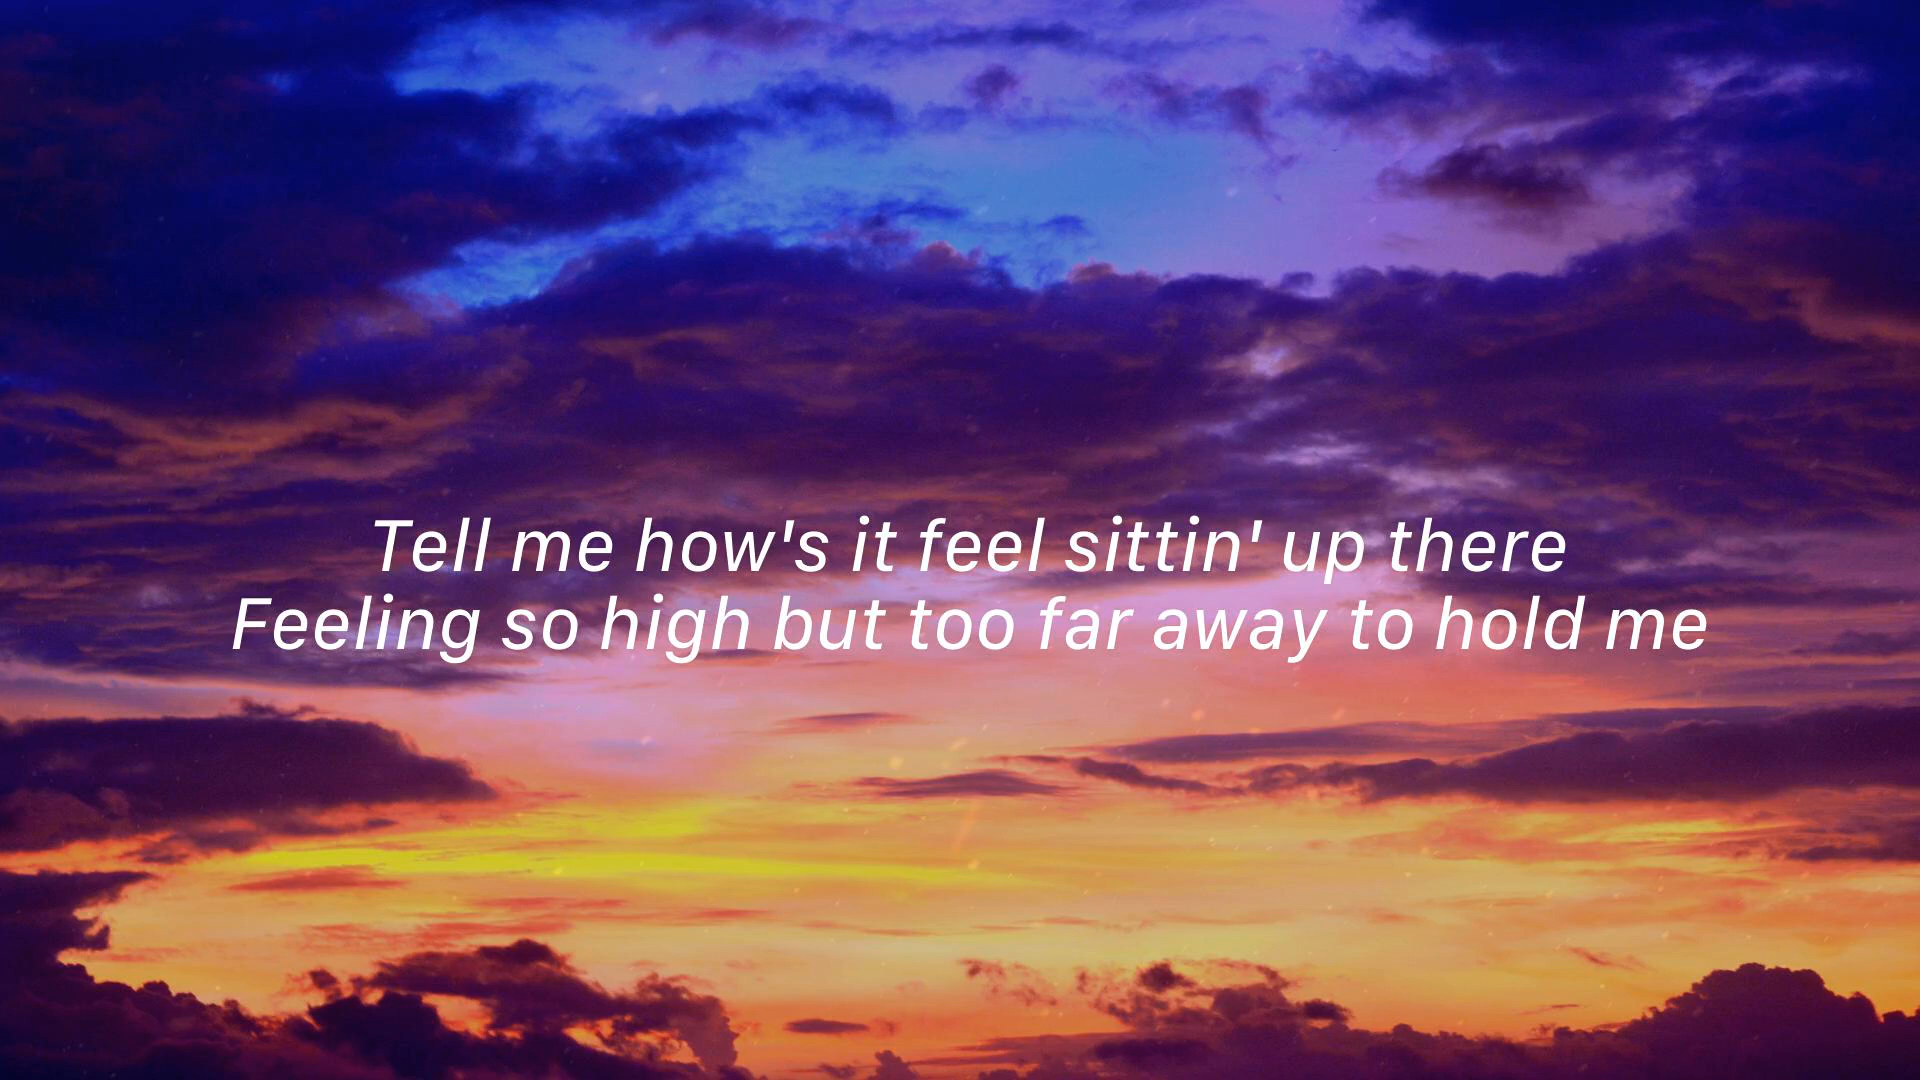 Tell me how's it feel sittin' up there
Feeling so high but too far away to hold me